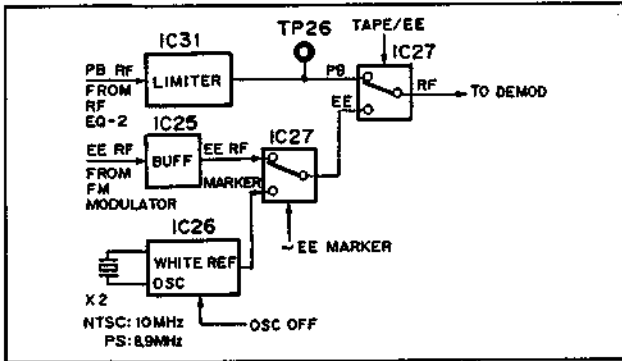 TP26
TAPE/EE
IC31
IC27
PB RF
LIMITER
PB
RF
TO DEMOD
FROM
RF
EQ-2
EE
IC25
IC27
EE RF
BUFF
EE RF
FROM
FM
MODULATOR
MARKER
IC26
~EE MARKER
WHITE REF
OSC
X2
NTSC: 10MHz
PS: 8.9MHz
OSC OFF